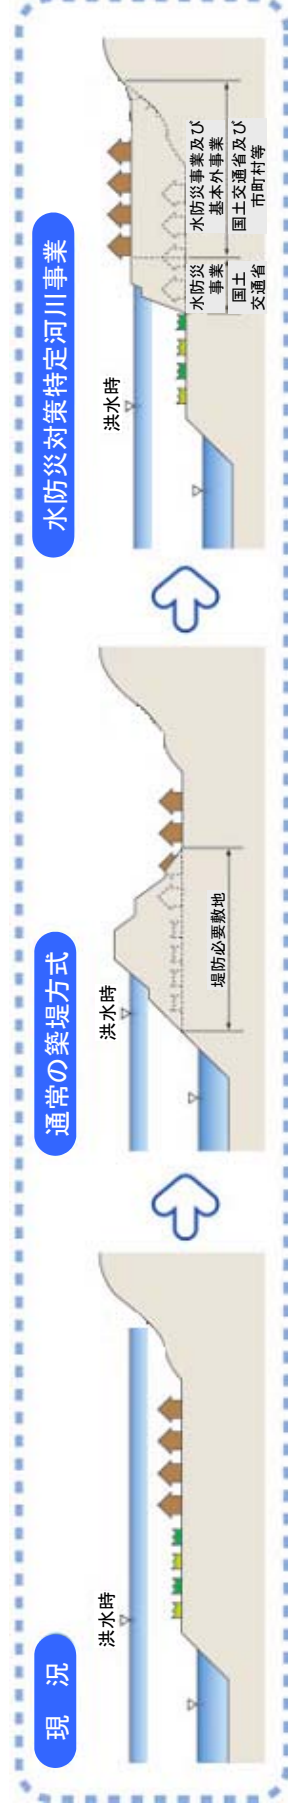 現 況
洪水時
通常の築堤方式
洪水時
堤防必要敷地
水防災対策特定河川事業
洪水時
水防災
事業
水防災事業及び
基本外事業
国土
交通省
国土交通省及び
市町村等